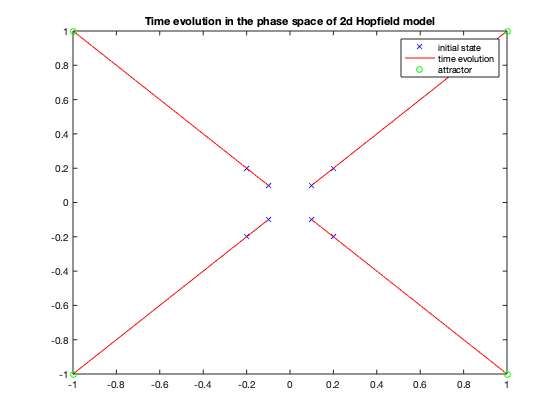 Time evolution in the phase space of 2d Hopfield model
initial state
time evolution
attractor
1
0.8
0.6
0.4
0.2
0
-0.2
-0.4
-0.6
-0.8
-1
-1 -0.8 -0.6 -0.4 -0.2 0 0.2 0.4 0.6 0.8 1